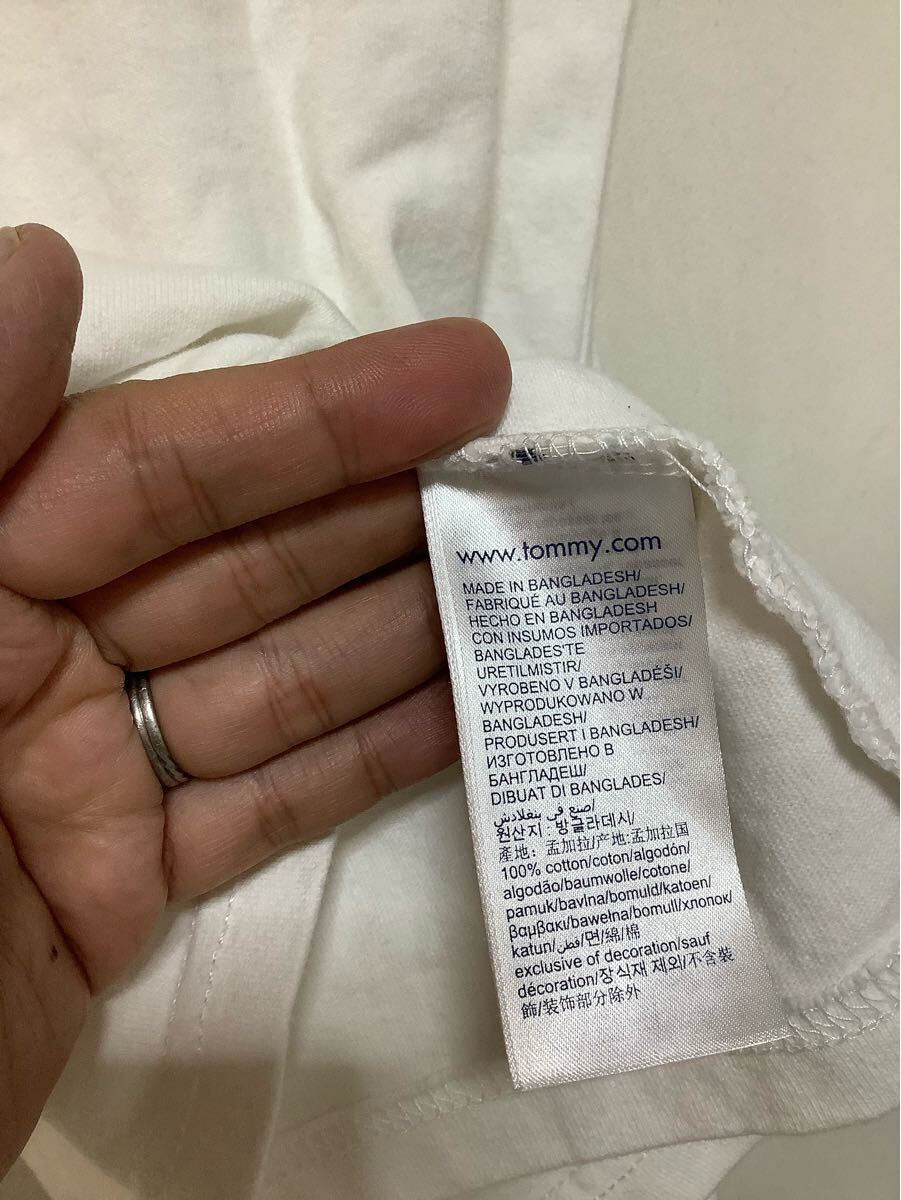 www.tommy.com
MADE IN BANGLADESH/
FABRIQUÉ AU BANGLADESH/
HECHO EN BANGLADESH
CON INSUMOS IMPORTADOS/
BANGLADES'TE
URETILMISTIR/
VYROBENO V BANGLADÉŠI/
WYPRODUKOWANO W
BANGLADESH/
PRODUSERT I BANGLADESH/
ИЗГОТОВЛЕНО В
БАНГЛАДЕШ/
DIBUAT DI BANGLADES/
صنع في بنغلادش/
원산지 : 방글라데시/
產地: 孟加拉/产地:孟加拉国
100% cotton/coton/algodón/
algodão/baumwolle/cotone/
pamuk/bavlna/bomuld/katoen/
βαμβακι/bawełna/bomull/хлопок/
katun/قطن/면/綿/棉
exclusive of decoration/sauf
décoration/장식재 제외/不含裝
飾/装饰部分除外